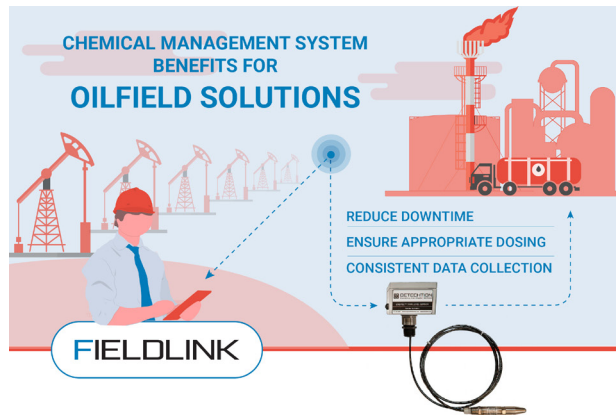 CHEMICAL MANAGEMENT SYSTEM
BENEFITS FOR
OILFIELD SOLUTIONS
REDUCE DOWNTIME
ENSURE APPROPRIATE DOSING
CONSISTENT DATA COLLECTION
FIELDLINK